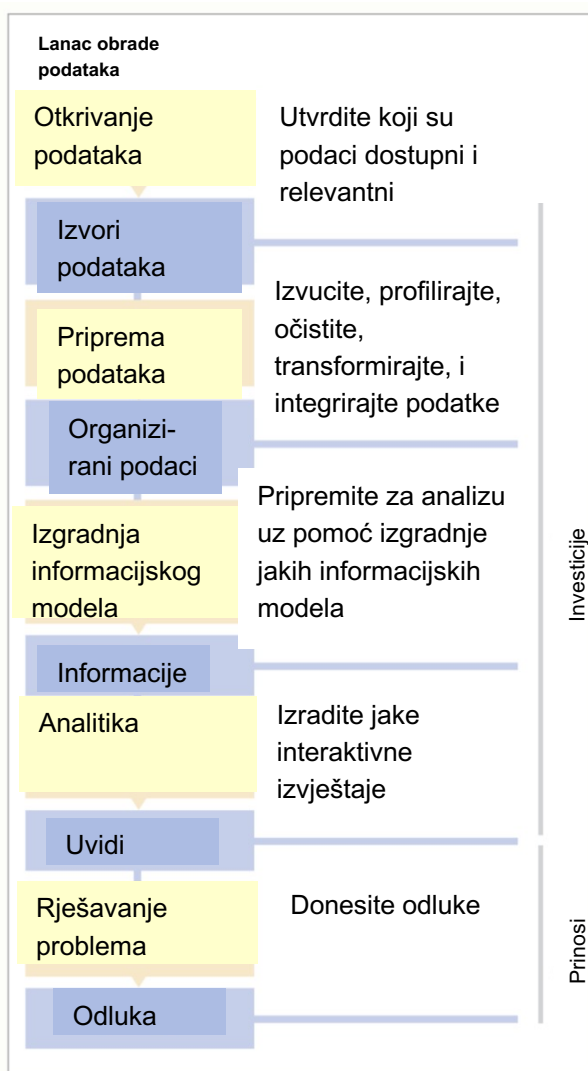 Lanac obrade
podataka
Otkrivanje
podataka
Utvrdite koji su
podaci dostupni i
relevantni
Izvori
podataka
Izvucite, profilirajte,
očistite,
transformirajte, i
integrirajte podatke
Priprema
podataka
Organizi-
rani podaci
Pripremite za analizu
uz pomoć izgradnje
jakih informacijskih
modela
Izgradnja
informacijskog
modela
Informacije
Analitika
Izradite jake
interaktivne
izvještaje
Uvidi
Rješavanje
problema
Donesite odluke
Odluka
Investicije
Prinosi